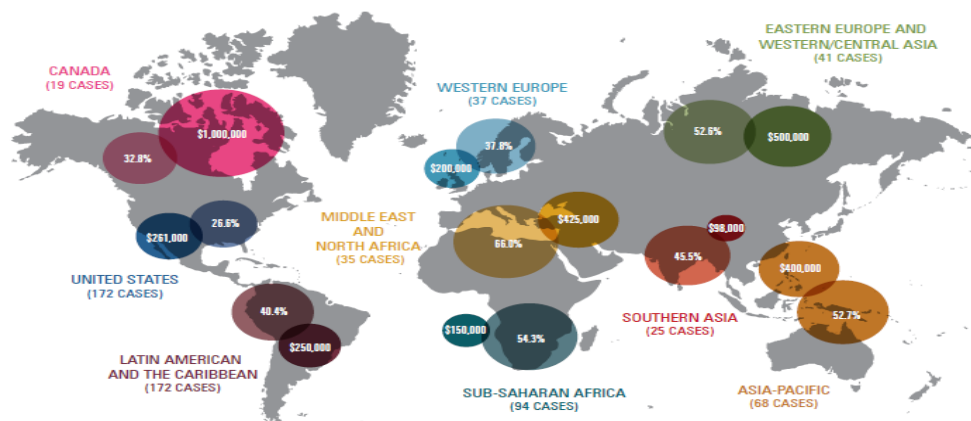 EASTERN EUROPE AND
WESTERN/CENTRAL ASIA
(41 CASES)
CANADA
(19 CASES)
WESTERN EUROPE
(37 CASES)
$1,000,000
32.8%
37.8%
$200,000
52.6%
$500,000
MIDDLE EAST
AND
NORTH AFRICA
(35 CASES)
$425,000
66.0%
26.6%
$261,000
$98,000
45.5%
$400,000
UNITED STATES
(172 CASES)
40.4%
$250,000
$150,000
54.3%
SOUTHERN ASIA
(25 CASES)
52.7%
LATIN AMERICAN
AND THE CARIBBEAN
(172 CASES)
SUB-SAHARAN AFRICA
(94 CASES)
ASIA-PACIFIC
(68 CASES)